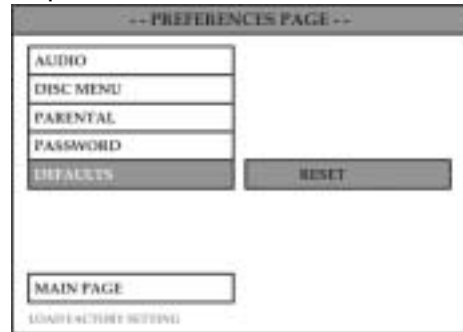 -- PREFERENCES PAGE --
AUDIO
DISC MENU
PARENTAL
PASSWORD
DEFAULTS
RESET
MAIN PAGE
LOAD FACTORY SETTING